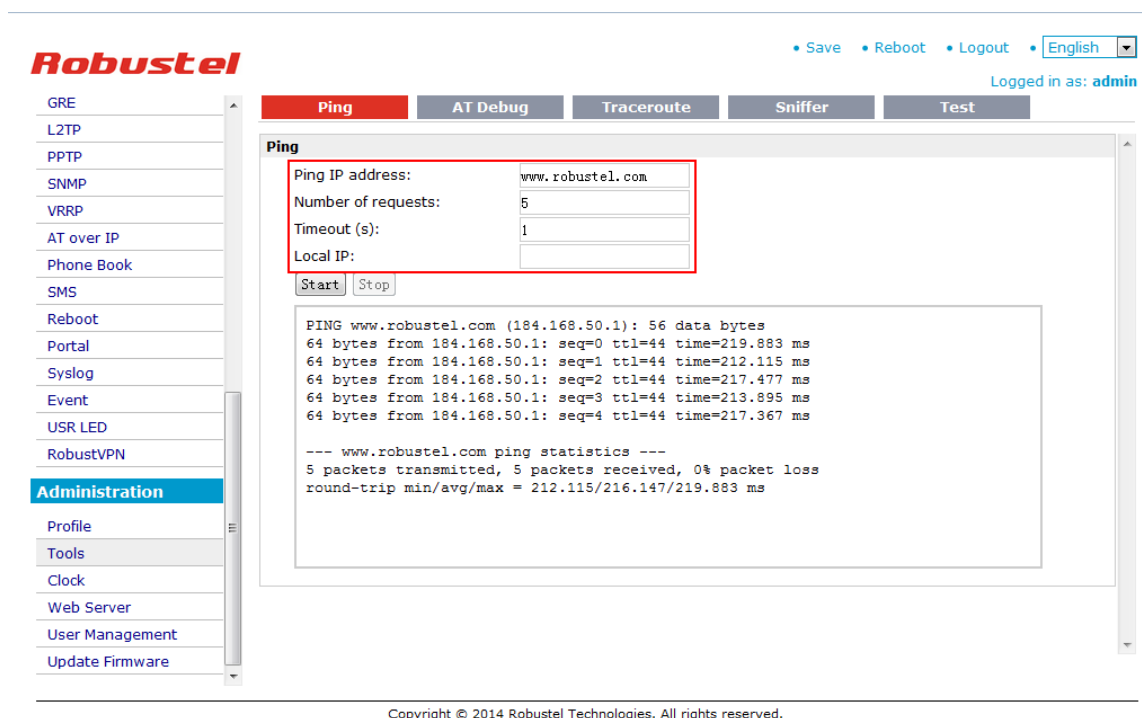 • Save • Reboot • Logout • English
Robustel
Logged in as: admin
GRE
L2TP
PPTP
SNMP
VRRP
AT over IP
Phone Book
SMS
Reboot
Portal
Syslog
Event
USR LED
RobustVPN
Administration
Profile
Tools
Clock
Web Server
User Management
Update Firmware
Ping AT Debug Traceroute Sniffer Test
Ping
Ping IP address: www.robustel.com
Number of requests: 5
Timeout (s): 1
Local IP:
Start Stop
PING www.robustel.com (184.168.50.1): 56 data bytes
64 bytes from 184.168.50.1: seq=0 ttl=44 time=219.883 ms
64 bytes from 184.168.50.1: seq=1 ttl=44 time=212.115 ms
64 bytes from 184.168.50.1: seq=2 ttl=44 time=217.477 ms
64 bytes from 184.168.50.1: seq=3 ttl=44 time=213.895 ms
64 bytes from 184.168.50.1: seq=4 ttl=44 time=217.367 ms
--- www.robustel.com ping statistics ---
5 packets transmitted, 5 packets received, 0% packet loss
round-trip min/avg/max = 212.115/216.147/219.883 ms
Copyright © 2014 Robustel Technologies. All rights reserved.